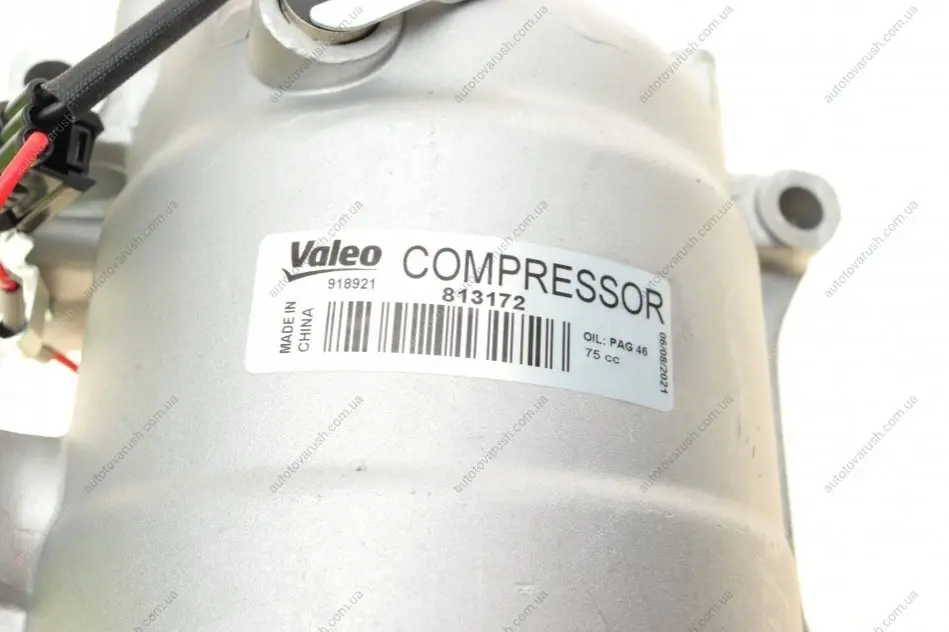 Valeo
COMPRESSOR
918921
813172
MADE IN
CHINA
OIL: PAG 46
75 cc
06/08/2021
autotovarush.com.ua